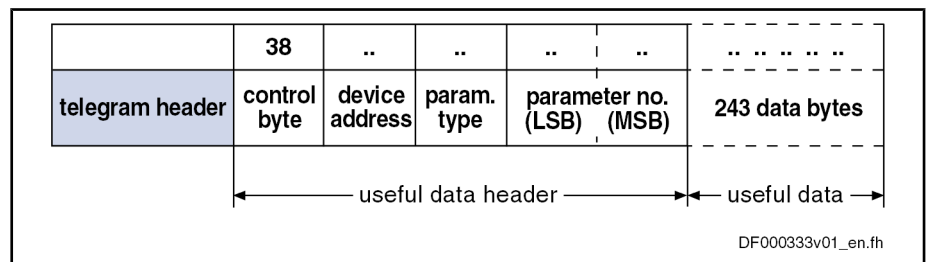 38 .. .. .. .. .. .. .. .. ..
telegram header control byte device address param. type parameter no. (LSB) (MSB) 243 data bytes
useful data header useful data
DF000333v01_en.fh